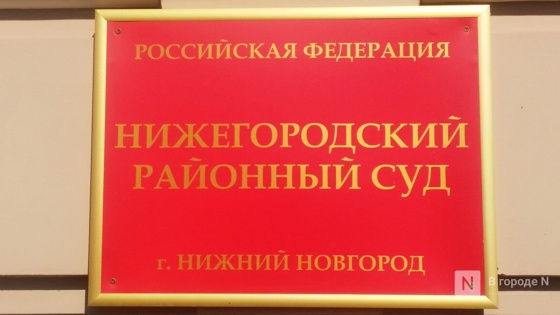 РОССИЙСКАЯ ФЕДЕРАЦИЯ
НИЖЕГОРОДСКИЙ
РАЙОННЫЙ СУД
г. НИЖНИЙ НОВГОРОД
N В городе N